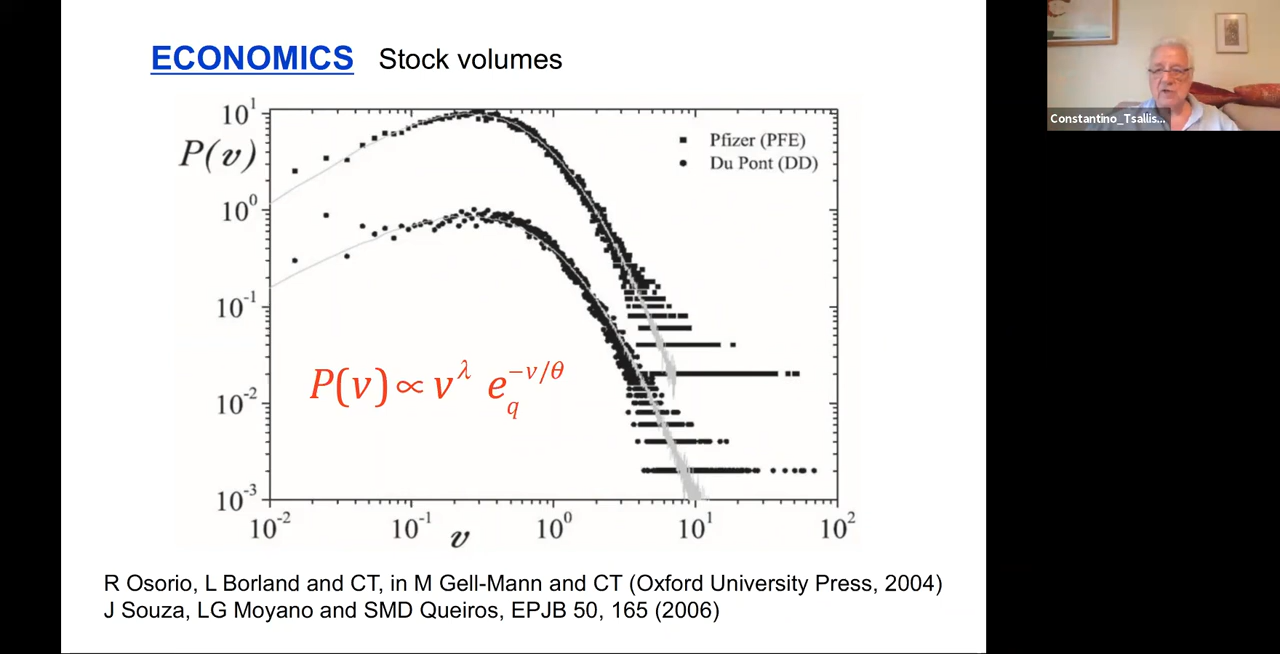 ECONOMICS Stock volumes
10^1
P(v)
10^0
10^-1
10^-2
10^-3
Pfizer (PFE)
Du Pont (DD)
P(v) ∝ v^λ e_q^{-v/θ}
10^-2 10^-1 10^0 10^1 10^2
v
R Osorio, L Borland and CT, in M Gell-Mann and CT (Oxford University Press, 2004)
J Souza, LG Moyano and SMD Queiros, EPJB 50, 165 (2006)
Constantino_Tsallis...